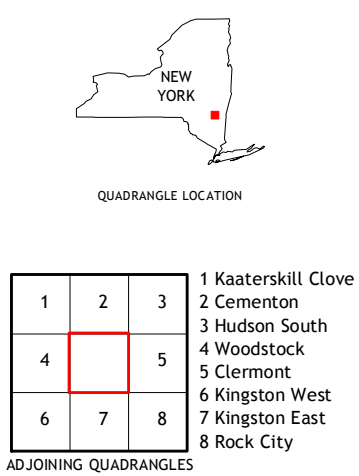 NEW
YORK
QUADRANGLE LOCATION
1 2 3
4 5
6 7 8
1 Kaaterskill Clove
2 Cementon
3 Hudson South
4 Woodstock
5 Clermont
6 Kingston West
7 Kingston East
8 Rock City
ADJOINING QUADRANGLES